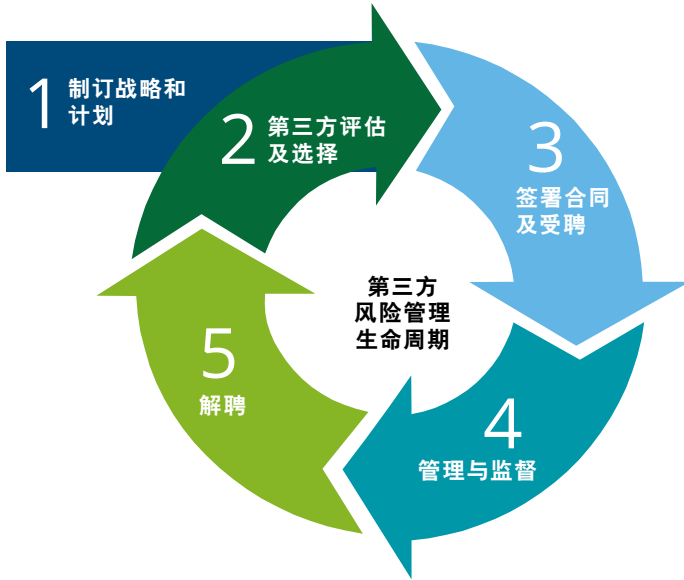 1
制订战略和
计划
2
第三方评估
及选择
3
签署合同
及受聘
第三方
风险管理
生命周期
4
管理与监督
5
解聘